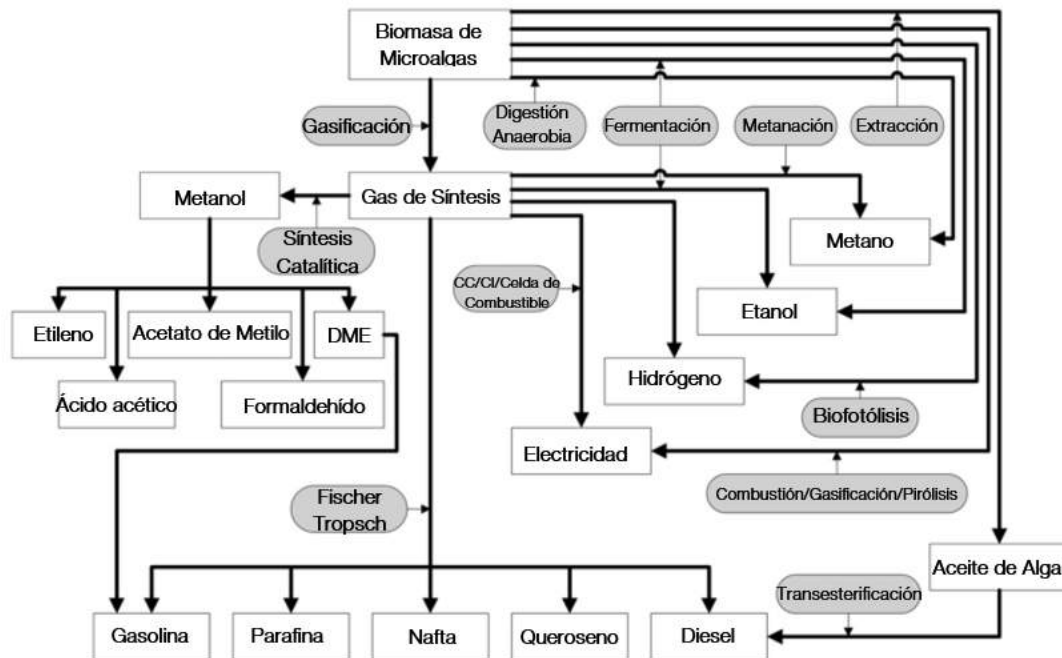 Biomasa de
Microalgas
Gasificación
Digestión
Anaerobia
Fermentación
Metanación
Extracción
Metanol
Gas de Síntesis
Síntesis
Catalítica
Metano
CC/CI/Celda de
Combustible
Etanol
Etileno
Acetato de Metilo
DME
Ácido acético
Formaldehído
Hidrógeno
Biofotólisis
Electricidad
Combustión/Gasificación/Pirólisis
Fischer
Tropsch
Aceite de Alga
Transesterificación
Gasolina
Parafina
Nafta
Queroseno
Diesel